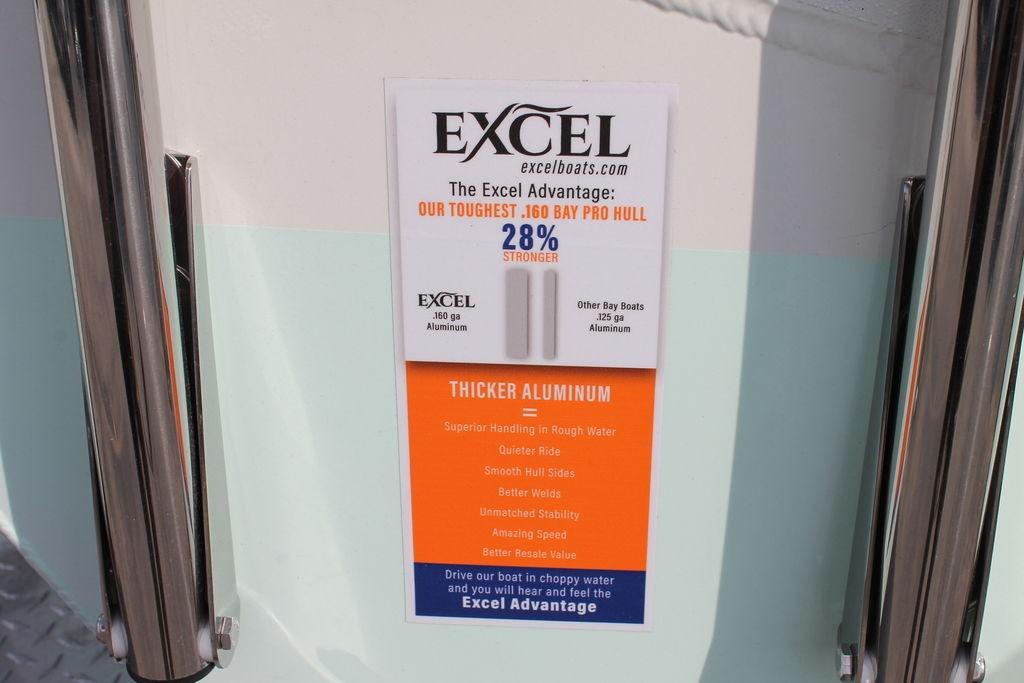 EXCEL
excelboats.com
The Excel Advantage:
OUR TOUGHEST .160 BAY PRO HULL
28%
STRONGER
EXCEL
.160 ga
Aluminum
Other Bay Boats
.125 ga
Aluminum
THICKER ALUMINUM
=
Superior Handling in Rough Water
Quieter Ride
Smooth Hull Sides
Better Welds
Unmatched Stability
Amazing Speed
Better Resale Value
Drive our boat in choppy water
and you will hear and feel the
Excel Advantage